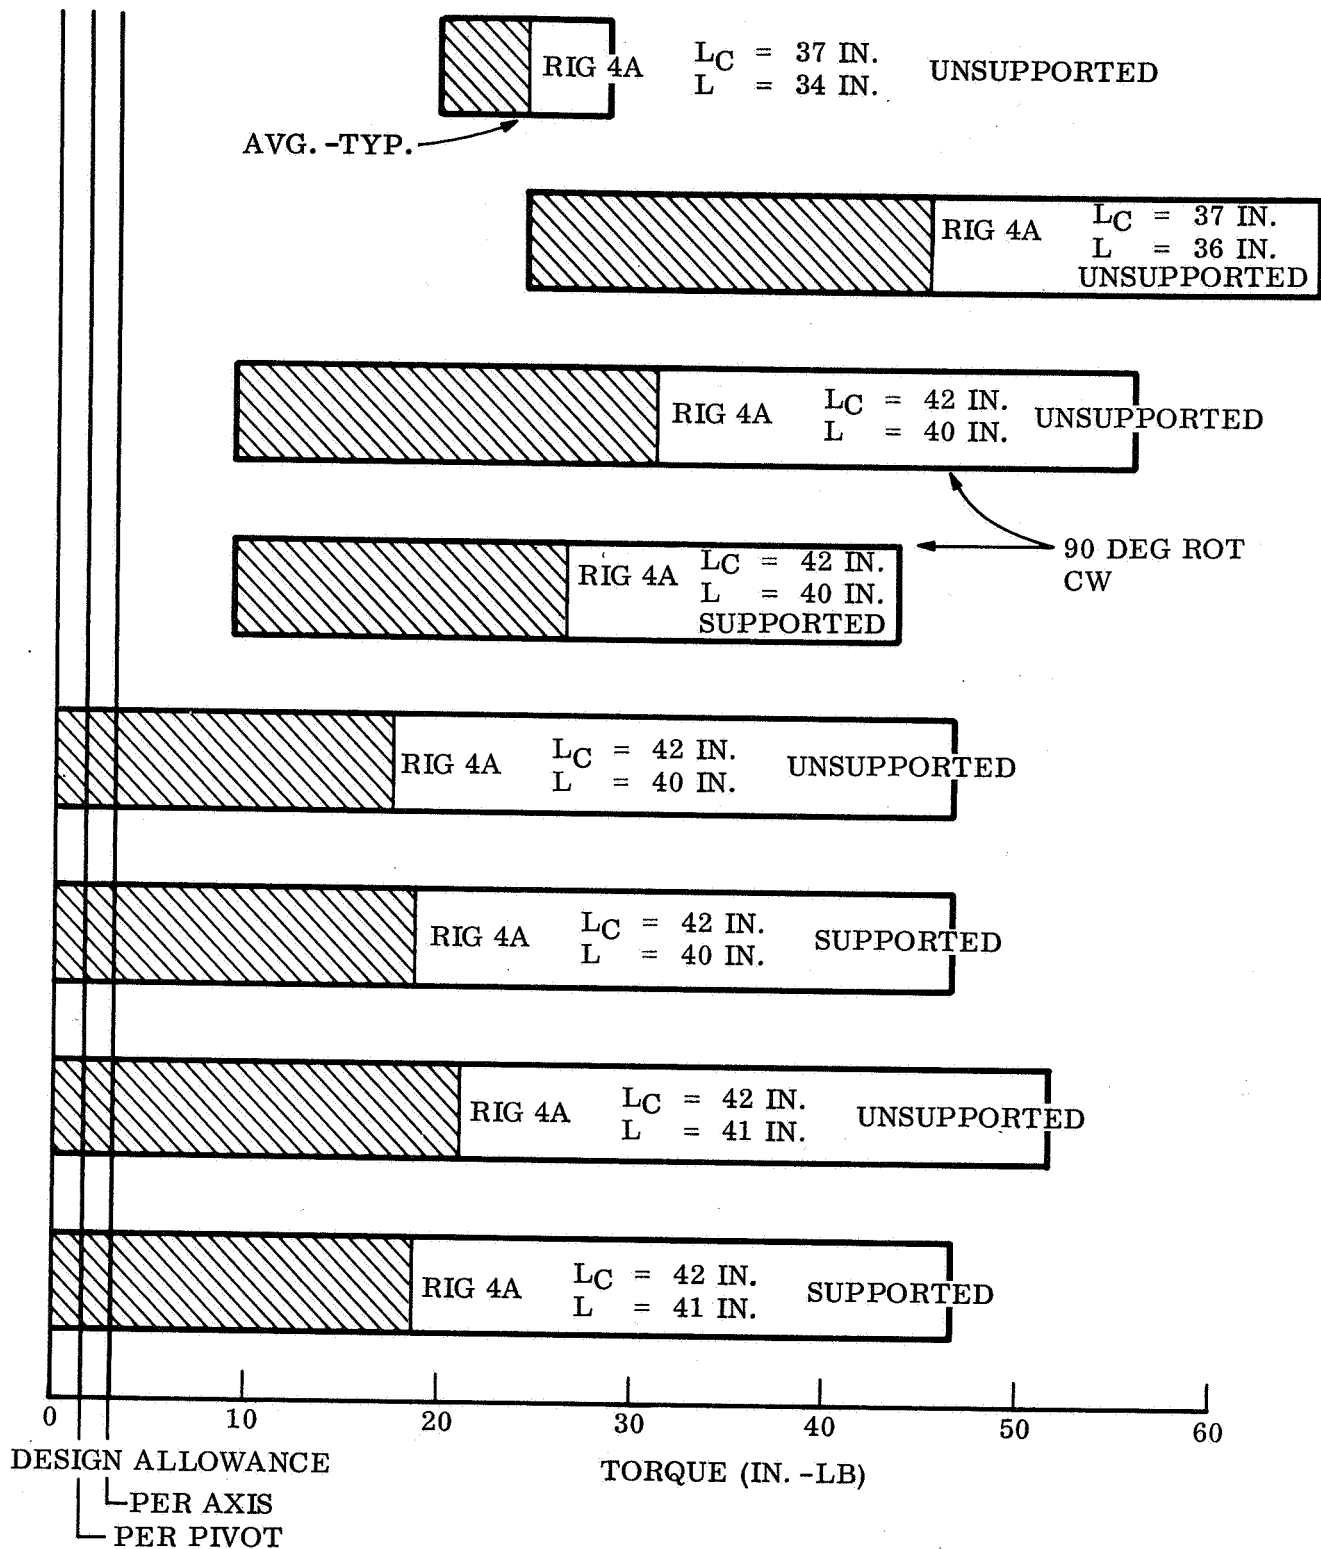 RIG 4A LC = 37 IN. UNSUPPORTED
L = 34 IN.
AVG. -TYP.
RIG 4A LC = 37 IN.
L = 36 IN.
UNSUPPORTED
RIG 4A LC = 42 IN. UNSUPPORTED
L = 40 IN.
90 DEG ROT
CW
RIG 4A LC = 42 IN.
L = 40 IN.
SUPPORTED
RIG 4A LC = 42 IN. UNSUPPORTED
L = 40 IN.
RIG 4A LC = 42 IN. SUPPORTED
L = 40 IN.
RIG 4A LC = 42 IN. UNSUPPORTED
L = 41 IN.
RIG 4A LC = 42 IN. SUPPORTED
L = 41 IN.
0 10 20 30 40 50 60
DESIGN ALLOWANCE
TORQUE (IN. -LB)
PER AXIS
PER PIVOT